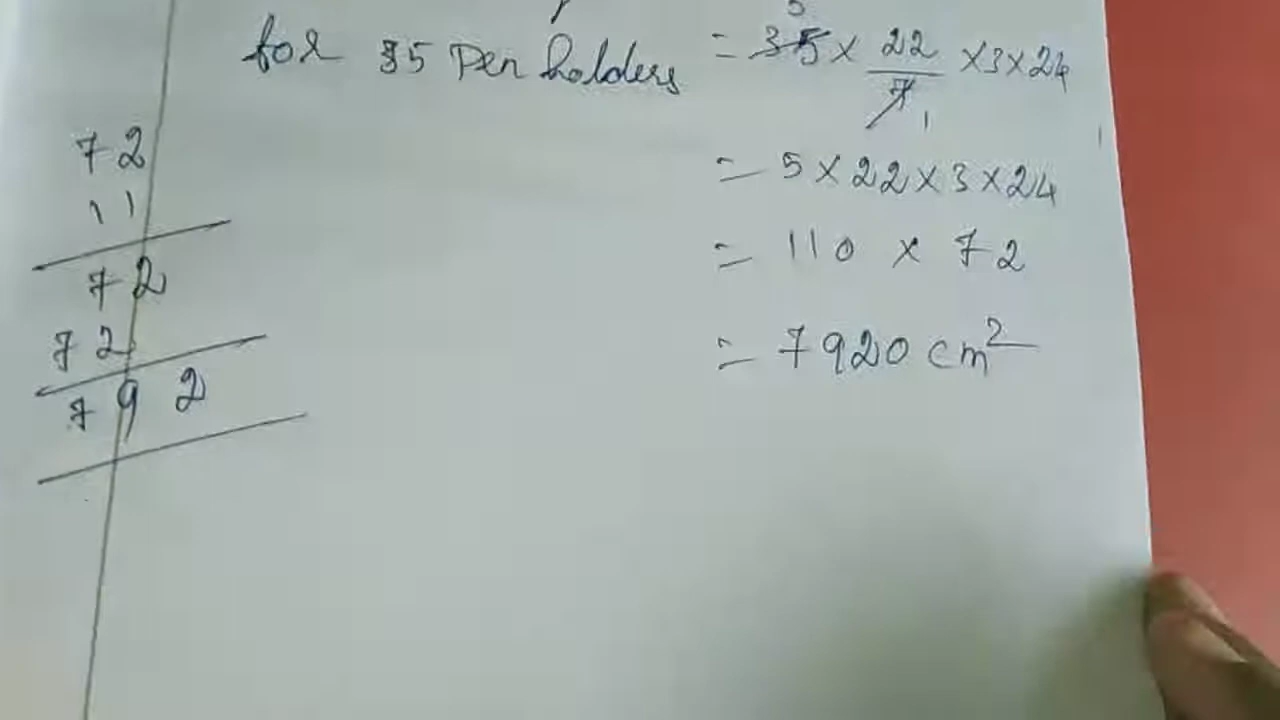 for 35 Pen holders = 35 5 × 22/7 1 × 3 × 24
= 5 × 22 × 3 × 24
= 110 × 72
= 7920 cm²
72
11
72
72
792